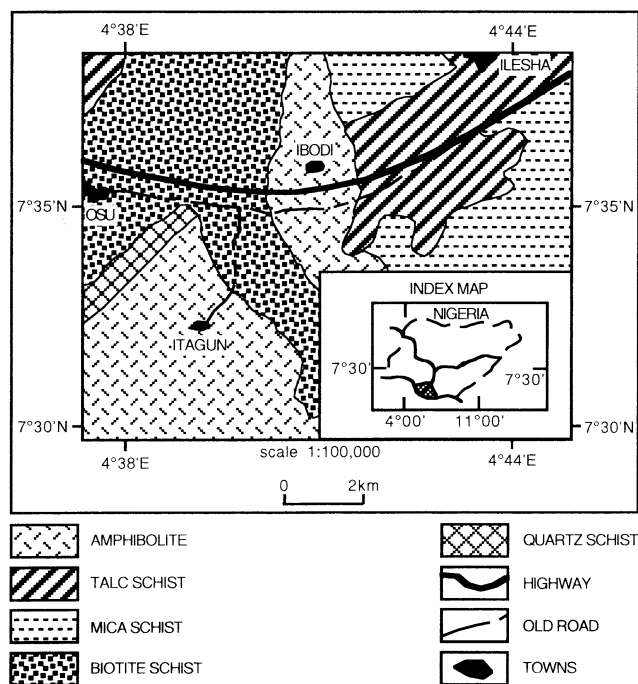 4°38'E 4°44'E
ILESHA
IBODI
7°35'N 7°35'N
OSU
INDEX MAP
NIGERIA
ITAGUN
7°30' 7°30'
4°00' 11°00'
7°30'N 7°30'N
4°38'E 4°44'E
scale 1:100,000
0 2km
AMPHIBOLITE QUARTZ SCHIST
TALC SCHIST HIGHWAY
MICA SCHIST OLD ROAD
BIOTITE SCHIST TOWNS